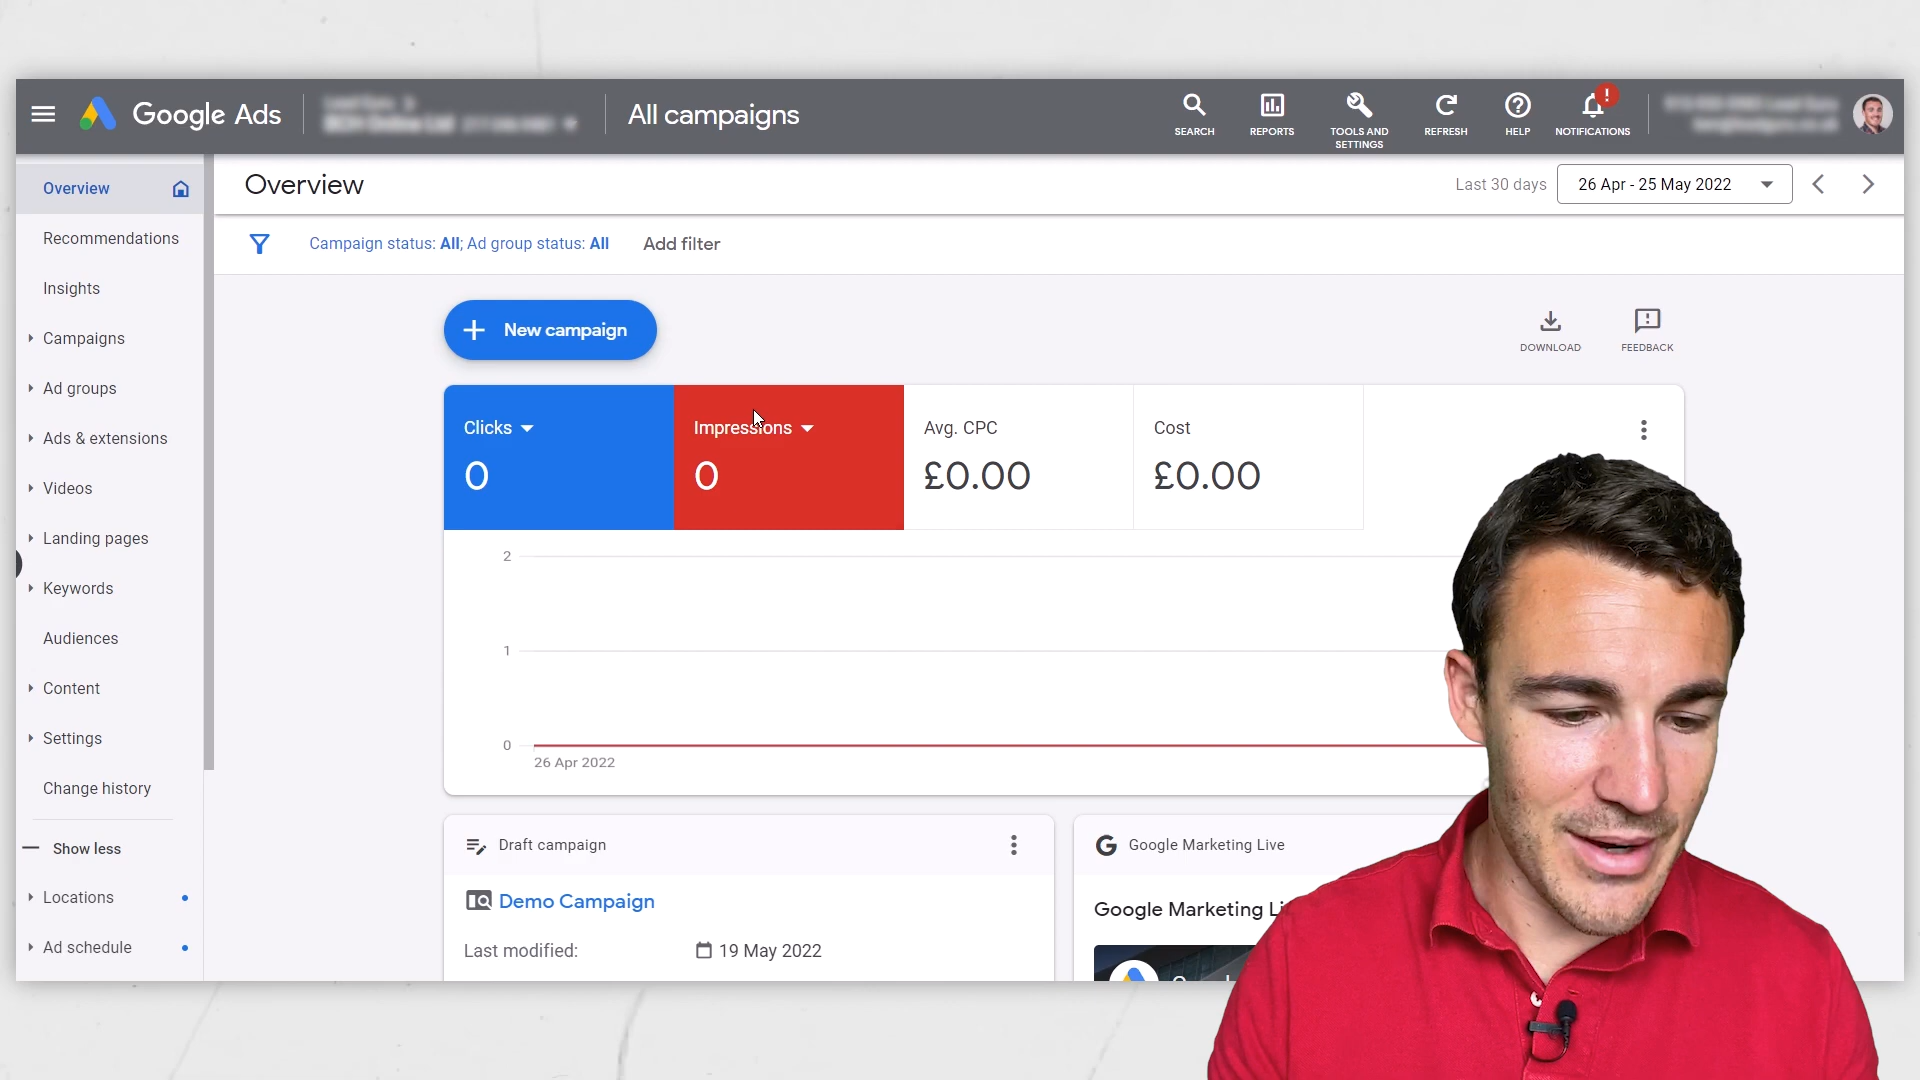 Google Ads
All campaigns
SEARCH
REPORTS
TOOLS AND
SETTINGS
REFRESH
HELP
NOTIFICATIONS
Overview
Recommendations
Insights
Campaigns
Ad groups
Ads & extensions
Videos
Landing pages
Keywords
Audiences
Content
Settings
Change history
Show less
Locations
Ad schedule
Overview
Last 30 days
26 Apr - 25 May 2022
Campaign status: All; Ad group status: All
Add filter
New campaign
DOWNLOAD
FEEDBACK
Clicks
0
Impressions
0
Avg. CPC
£0.00
Cost
£0.00
2
1
0
26 Apr 2022
Draft campaign
Demo Campaign
Last modified:
19 May 2022
Google Marketing Live
Google Marketing